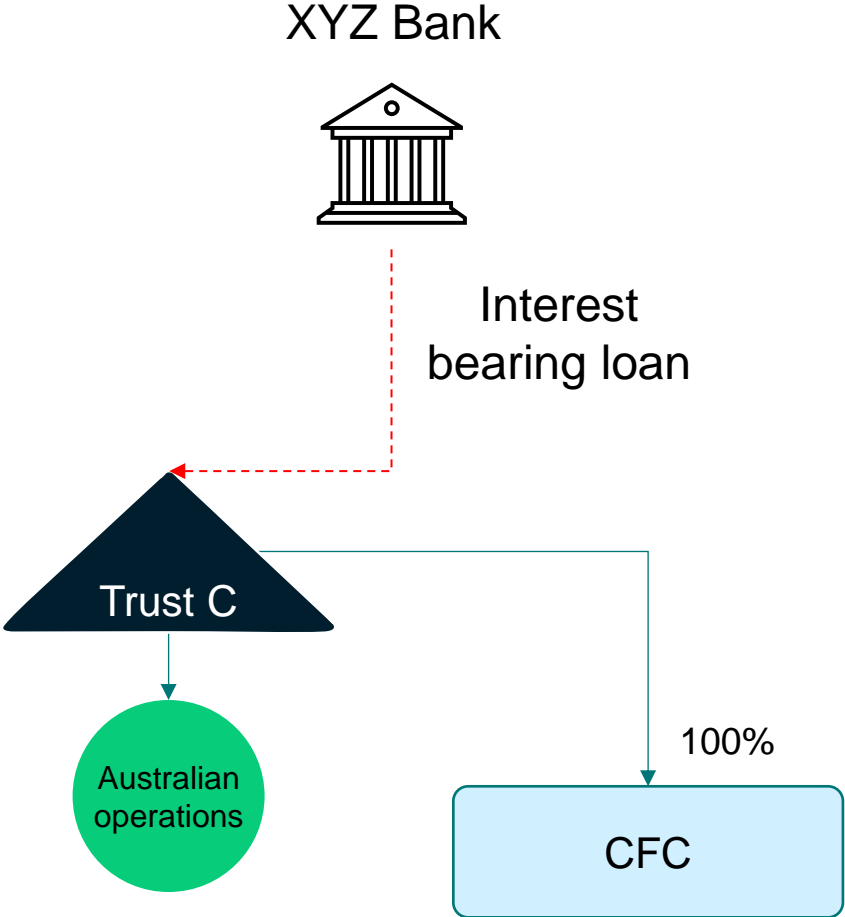 XYZ Bank
Interest
bearing loan
Trust C
100%
Australian
operations
CFC